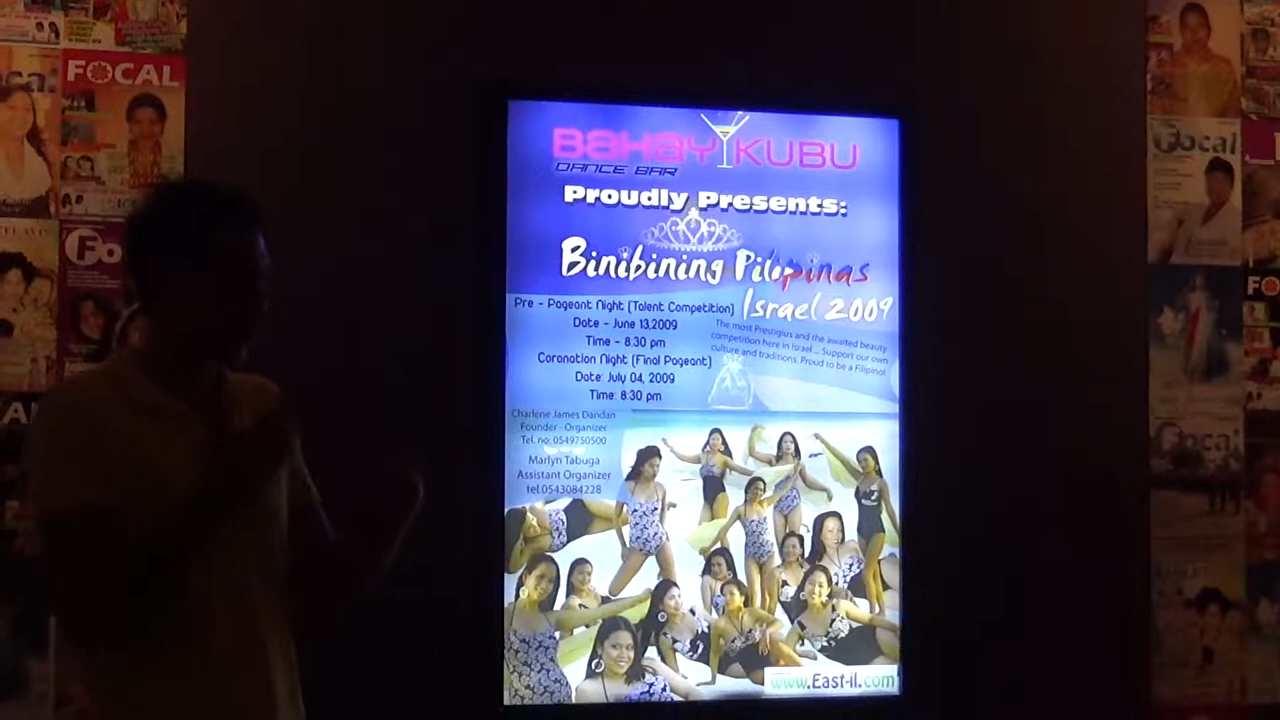 FOCAL
Fo
BaHay KUBU
DANCE BAR
Proudly Presents:
Binibining Pilipinas
Israel 2009
Pre - Pageant Night (Talent Competition)
Date - June 13,2009
Time - 8:30 pm
Coronation Night (Final Pageant)
Date: July 04, 2009
Time: 8:30 pm
The most Prestigius and the awaited beauty
competition here in Israel... Support our own
culture and traditions. Proud to be a Filipino!
Charlene James Dandan
Founder - Organizer
Tel. no: 0549750500
Marlyn Tabuga
Assistant Organizer
tel.0543084228
www.East-il.com
Focal
FO
Focal